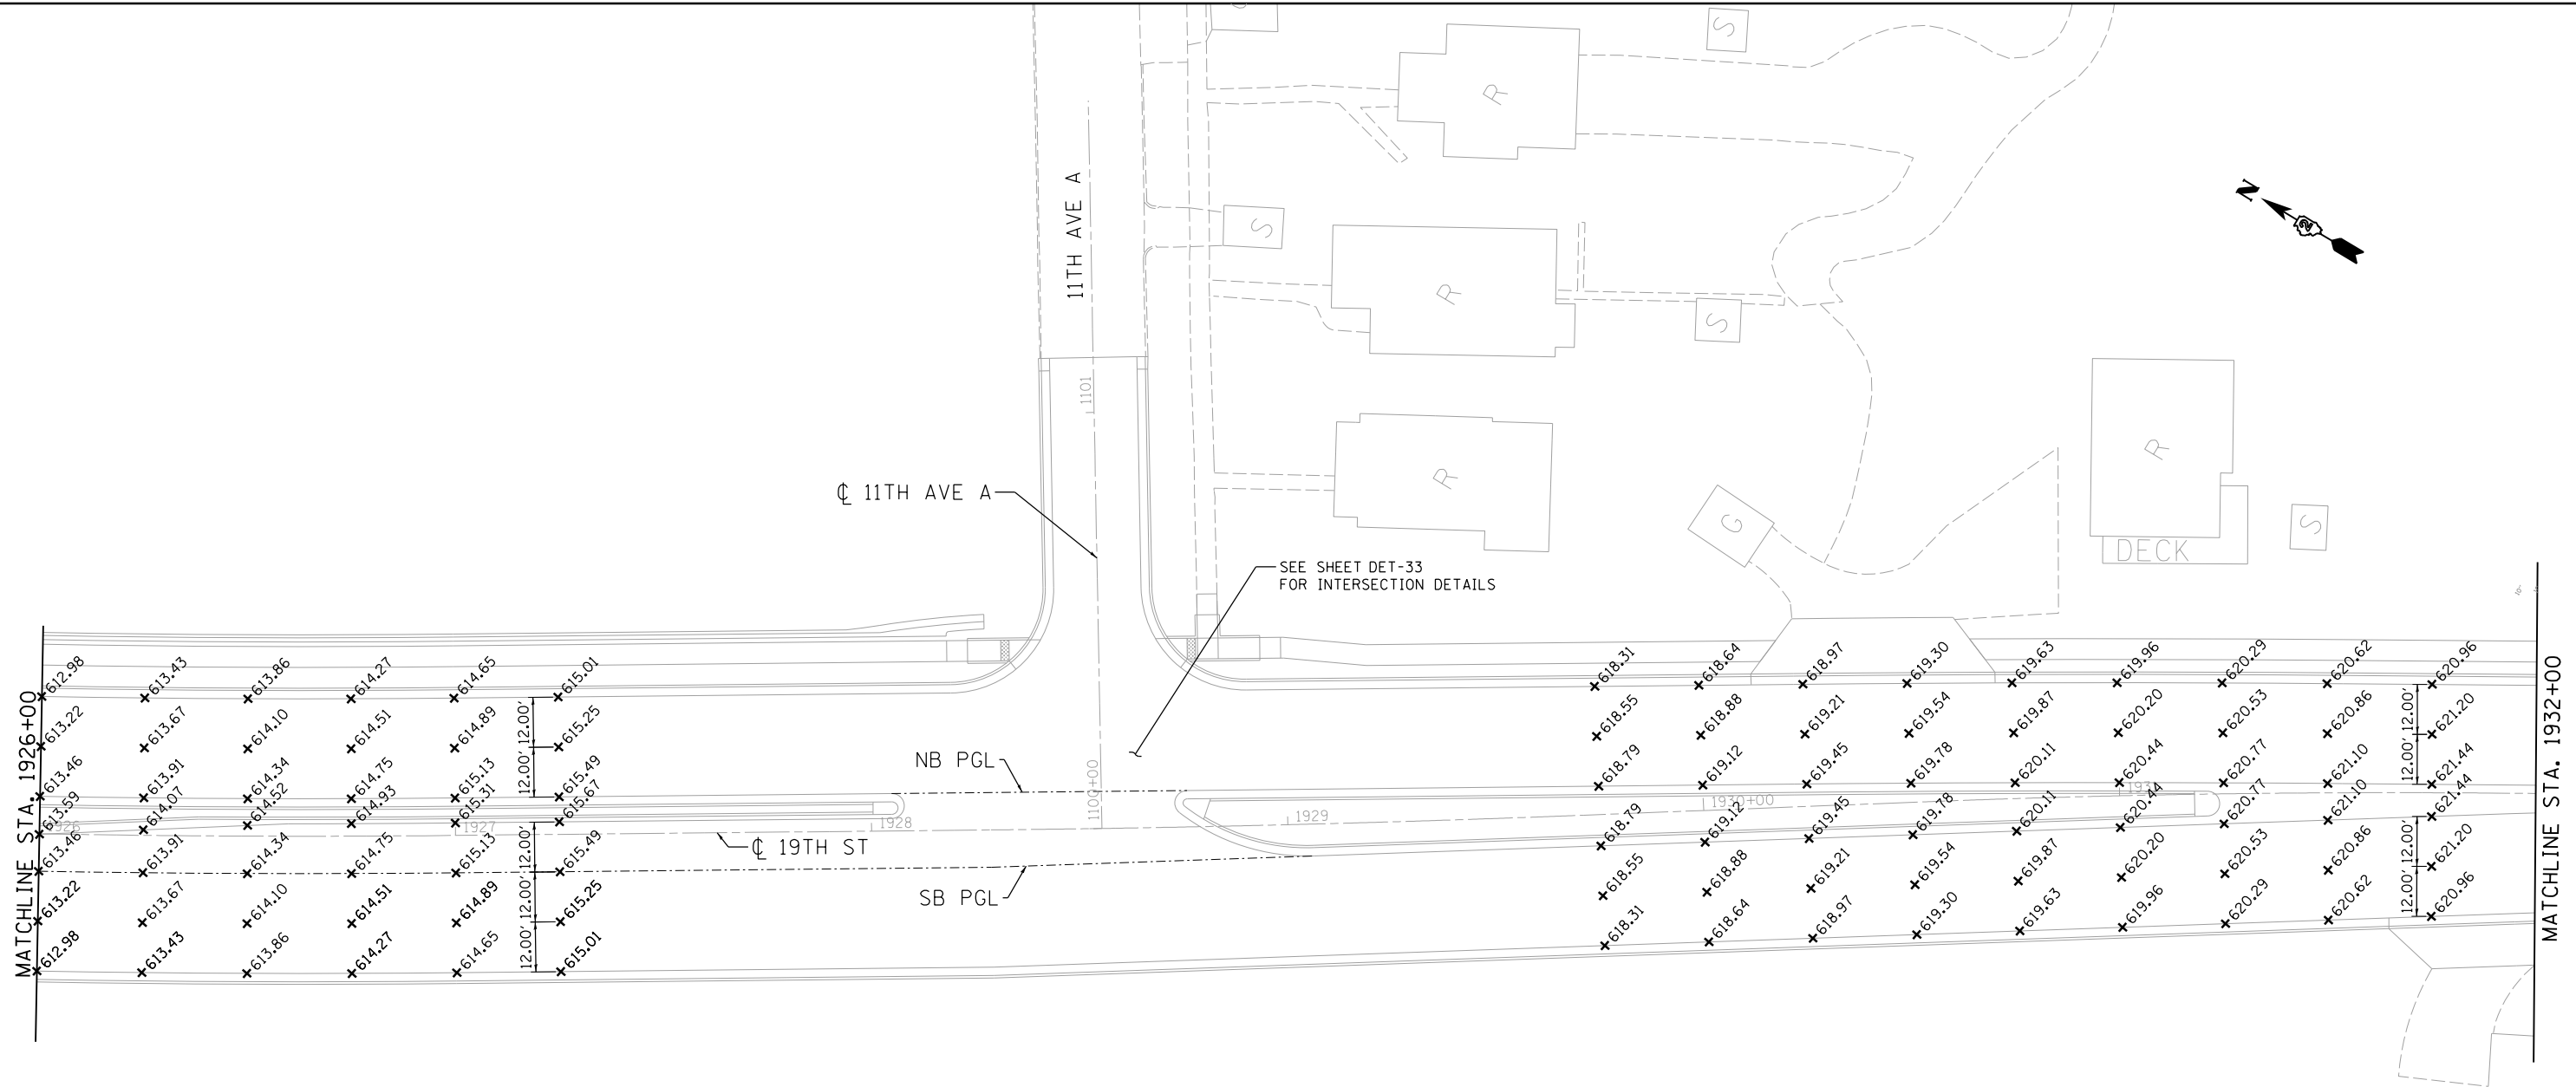 S
R
N
2
11TH AVE A
S
R
S
1101
R
R
S
G
DECK
℄ 11TH AVE A
SEE SHEET DET-33
FOR INTERSECTION DETAILS
MATCHLINE STA. 1926+00
MATCHLINE STA. 1932+00
612.98 613.43 613.86 614.27 614.65 615.01 618.31 618.64 618.97 619.30 619.63 619.96 620.29 620.62 620.96
12.00' 12.00'
613.22 613.67 614.10 614.51 614.89 615.25 618.55 618.88 619.21 619.54 619.87 620.20 620.53 620.86 621.20
12.00' 12.00'
613.46 613.91 614.34 614.75 615.13 615.49 618.79 619.12 619.45 619.78 620.11 620.44 620.77 621.10 621.44
NB PGL
1100+00
613.59 614.07 614.52 614.93 615.31 615.67
1926 1927 1928 1929 1930+00 1931
618.79 619.12 619.45 619.78 620.11 620.44 620.77 621.10 621.44
℄ 19TH ST
613.46 613.91 614.34 614.75 615.13 615.49
12.00' 12.00' 12.00'
12.00' 12.00'
618.55 618.88 619.21 619.54 619.87 620.20 620.53 620.86 621.20
SB PGL
613.22 613.67 614.10 614.51 614.89 615.25
618.31 618.64 618.97 619.30 619.63 619.96 620.29 620.62 620.96
612.98 613.43 613.86 614.27 614.65 615.01